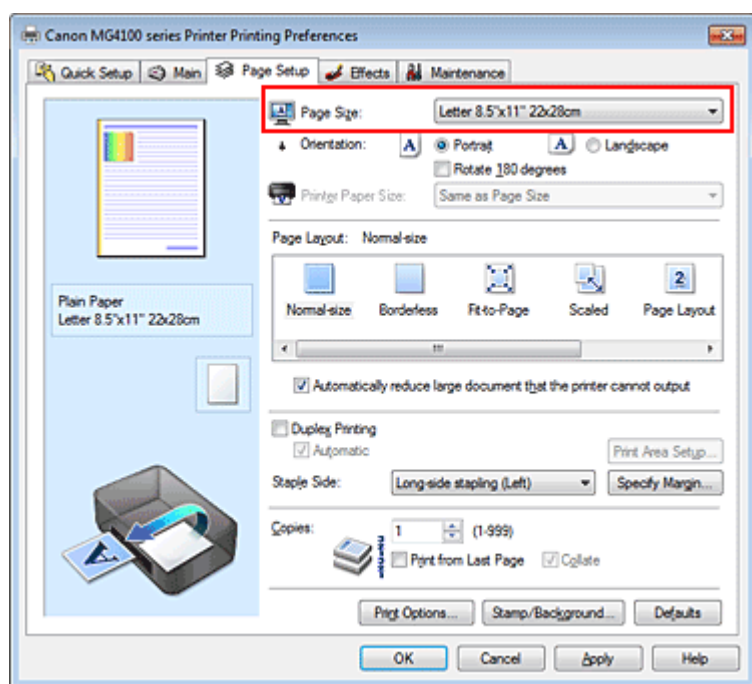 Canon MG4100 series Printer Printing Preferences
Quick Setup Main Page Setup Effects Maintenance
Page Size: Letter 8.5"x11" 22x28cm
Orientation: A Portrait A Landscape
Rotate 180 degrees
Printer Paper Size: Same as Page Size
Page Layout: Normal-size
2
Normal-size Borderless Fit-to-Page Scaled Page Layout
Plain Paper
Letter 8.5"x11" 22x28cm
Automatically reduce large document that the printer cannot output
Duplex Printing
Automatic Print Area Setup...
Staple Side: Long-side stapling (Left) Specify Margin...
Copies: 1 (1-999)
Print from Last Page Collate
A
Print Options... Stamp/Background... Defaults
OK Cancel Apply Help